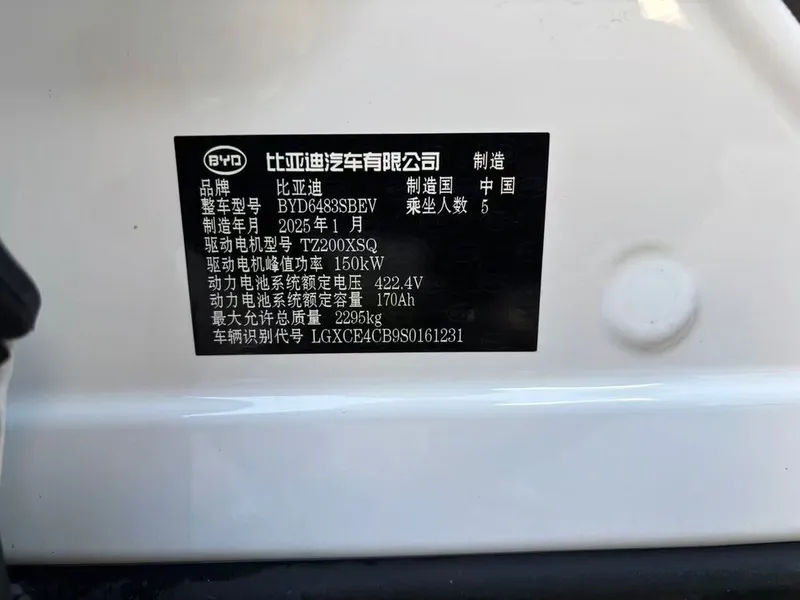 BYD 比亚迪汽车有限公司 制造
品牌 比亚迪 制造国 中国
整车型号 BYD6483SBEV 乘坐人数 5
制造年月 2025年1月
驱动电机型号 TZ200XSQ
驱动电机峰值功率 150kW
动力电池系统额定电压 422.4V
动力电池系统额定容量 170Ah
最大允许总质量 2295kg
车辆识别代号 LGXCE4CB9S0161231